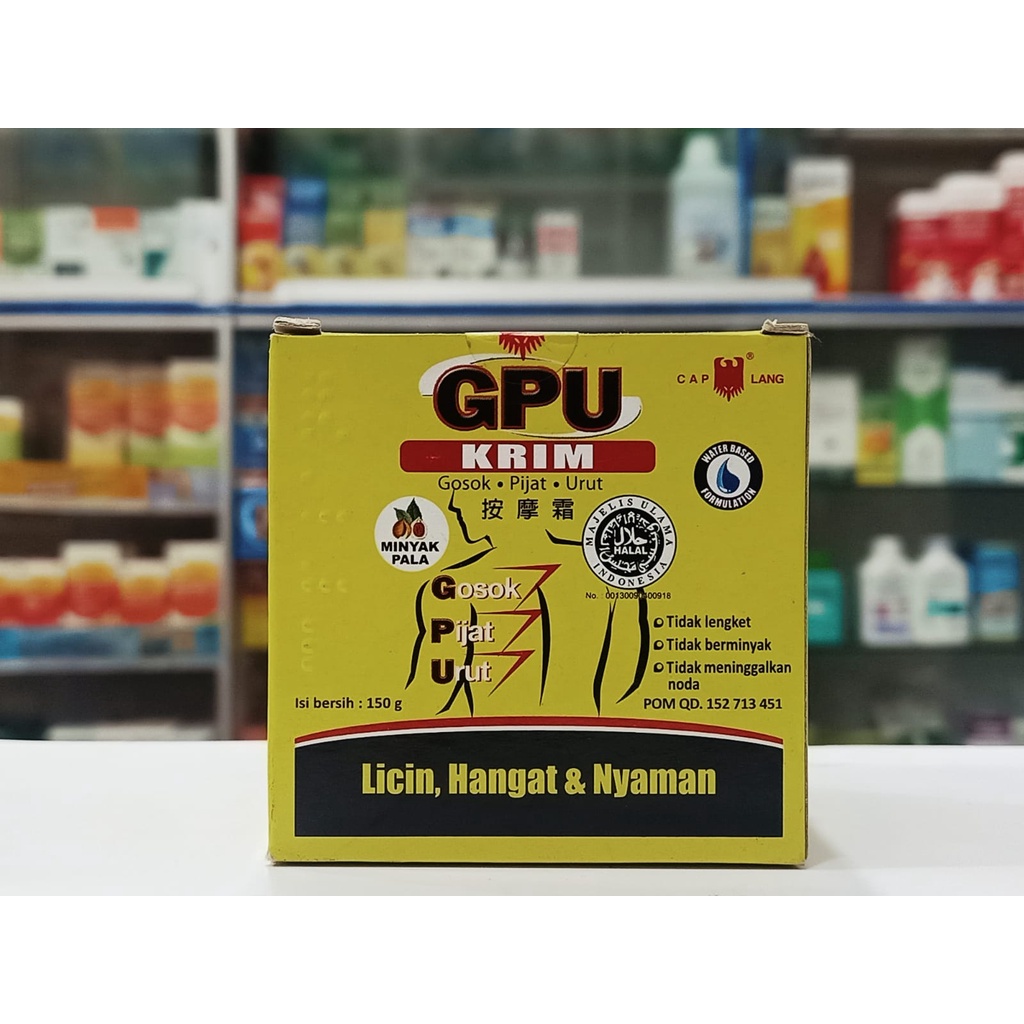 GPU
CAP LANG ®
KRIM
Gosok • Pijat • Urut
按摩霜
WATER BASED FORMULATION
MINYAK
PALA
MAJELIS ULAMA INDONESIA
حلال
HALAL
Gosok
Pijat
Urut
Tidak lengket
Tidak berminyak
Tidak meninggalkan
noda
Isi bersih : 150 g
POM QD. 152 713 451
Licin, Hangat & Nyaman